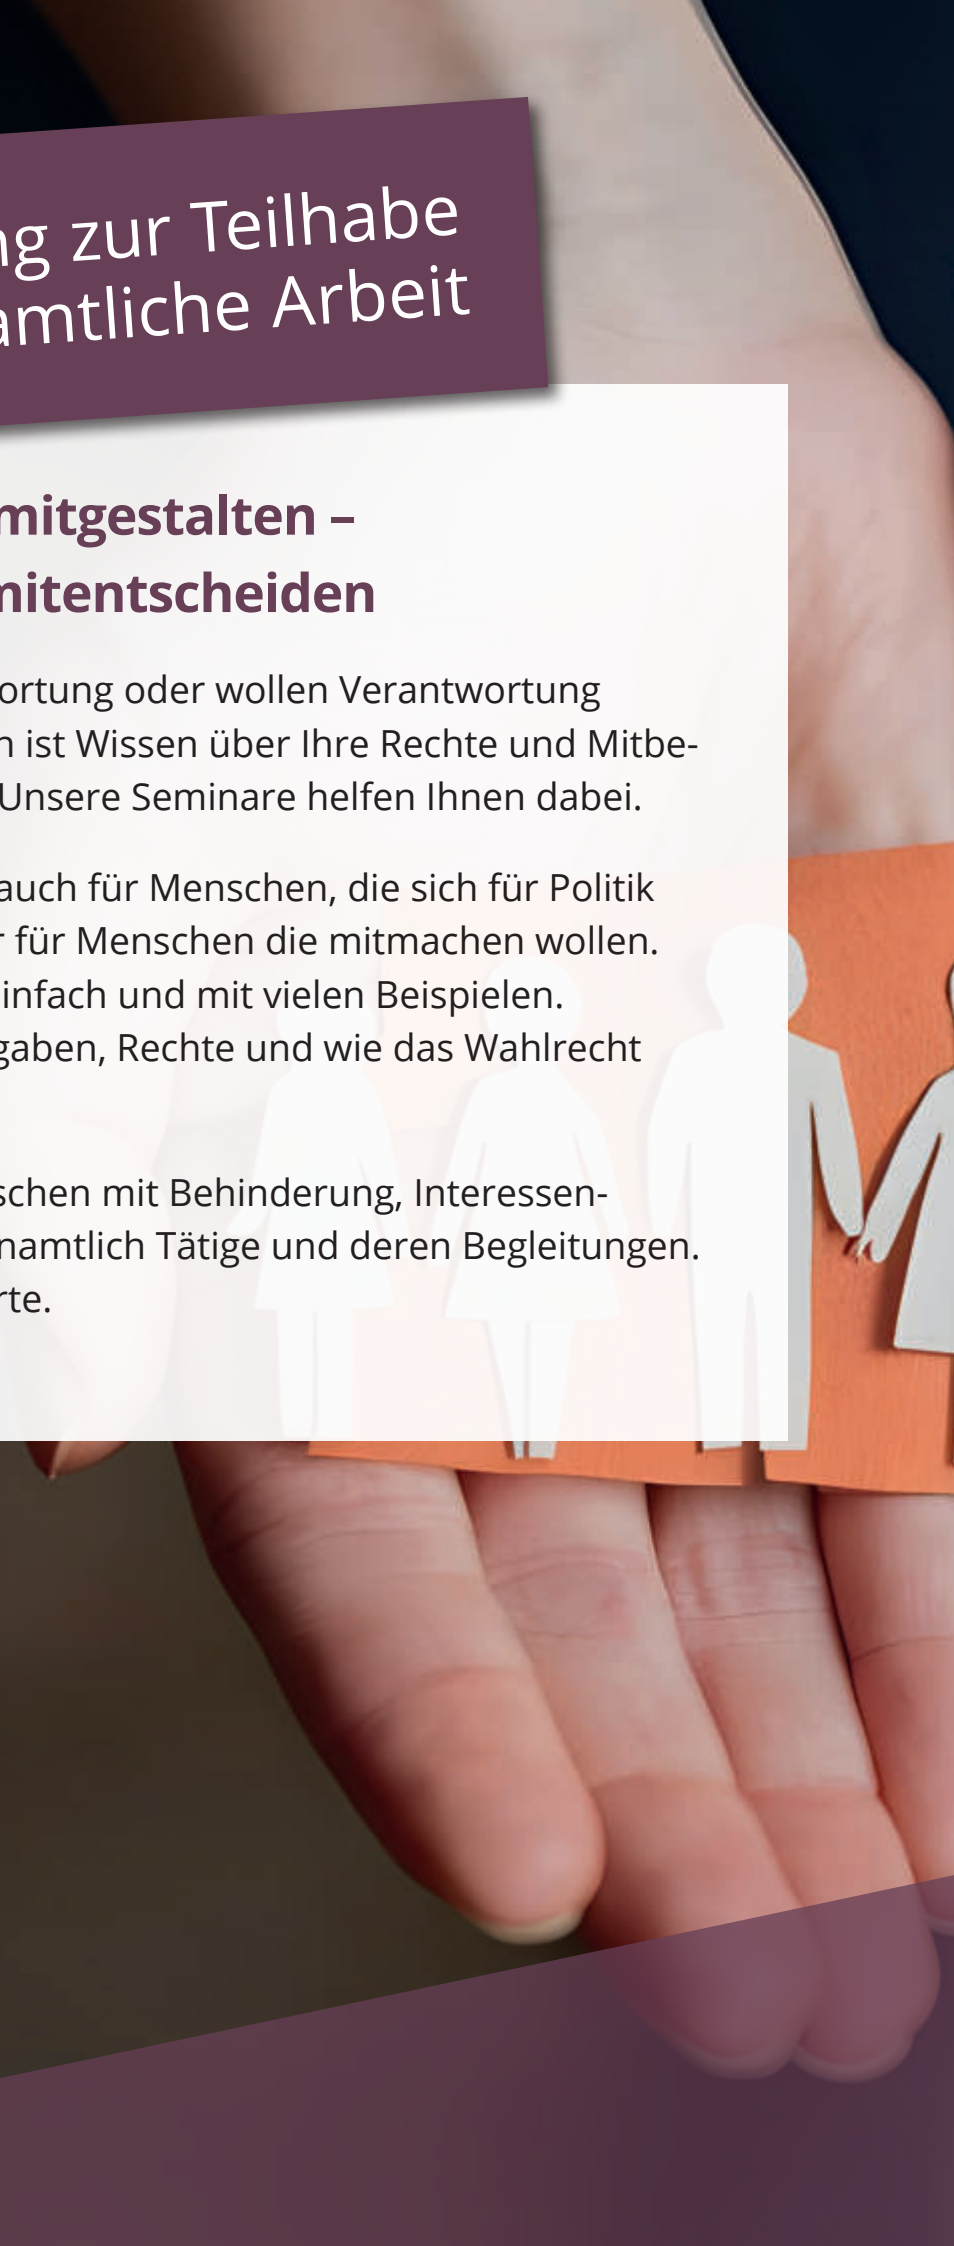 ng zur Teilhabe
amtliche Arbeit
mitgestalten –
mitentscheiden
ortung oder wollen Verantwortung
n ist Wissen über Ihre Rechte und Mitbe-
Unsere Seminare helfen Ihnen dabei.
auch für Menschen, die sich für Politik
r für Menschen die mitmachen wollen.
infach und mit vielen Beispielen.
gaben, Rechte und wie das Wahlrecht
schen mit Behinderung, Interessen-
namtlich Tätige und deren Begleitungen.
rte.